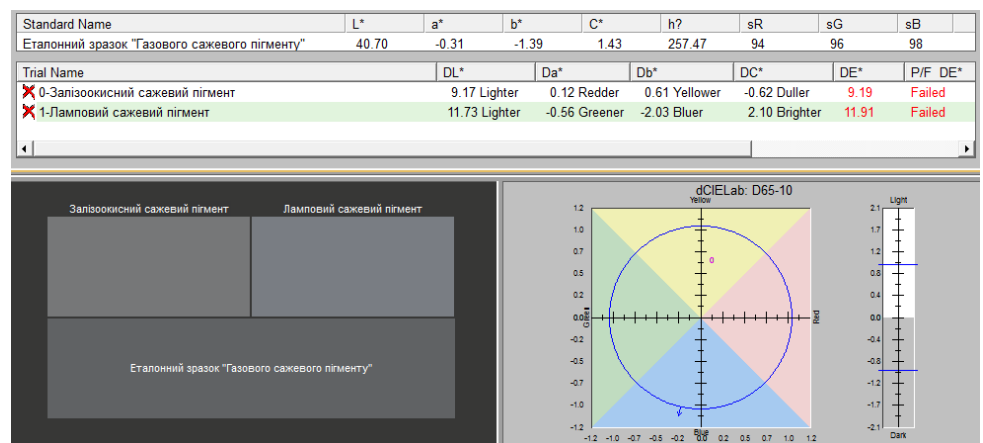 Standard Name L* a* b* C* h? sR sG sB
Еталонний зразок "Газового сажевого пігменту" 40.70 -0.31 -1.39 1.43 257.47 94 96 98
Trial Name DL* Da* Db* DC* DE* P/F DE*
0-Залізоокисний сажевий пігмент 9.17 Lighter 0.12 Redder 0.61 Yellower -0.62 Duller 9.19 Failed
1-Ламповий сажевий пігмент 11.73 Lighter -0.56 Greener -2.03 Bluer 2.10 Brighter 11.91 Failed
Залізоокисний сажевий пігмент Ламповий сажевий пігмент
Еталонний зразок "Газового сажевого пігменту"
dCIELab: D65-10
Yellow
1.2
1.0
0.7
0.5
0.2
0.0
-0.2
-0.5
-0.7
-1.0
-1.2
0
Green
Red
Blue
-1.2 -1.0 -0.7 -0.5 -0.2 0.0 0.2 0.5 0.7 1.0 1.2
Light
2.1
1.7
1.2
0.8
0.4
0.0
-0.4
-0.8
-1.2
-1.7
-2.1
Dark